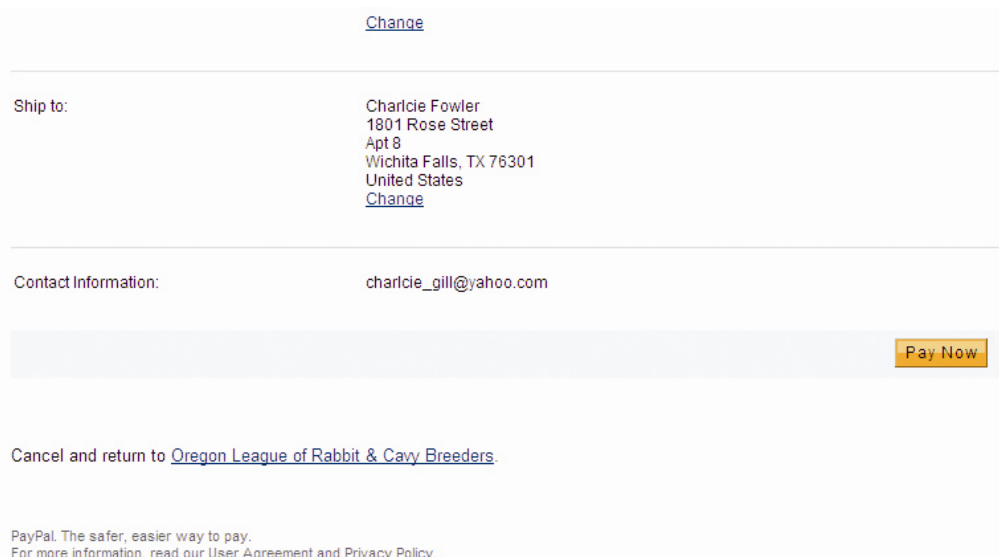 Change
Ship to:
Charlcie Fowler
1801 Rose Street
Apt 8
Wichita Falls, TX 76301
United States
Change
Contact Information:
charlcie_gill@yahoo.com
Pay Now
Cancel and return to Oregon League of Rabbit & Cavy Breeders.
PayPal. The safer, easier way to pay.
For more information, read our User Agreement and Privacy Policy.